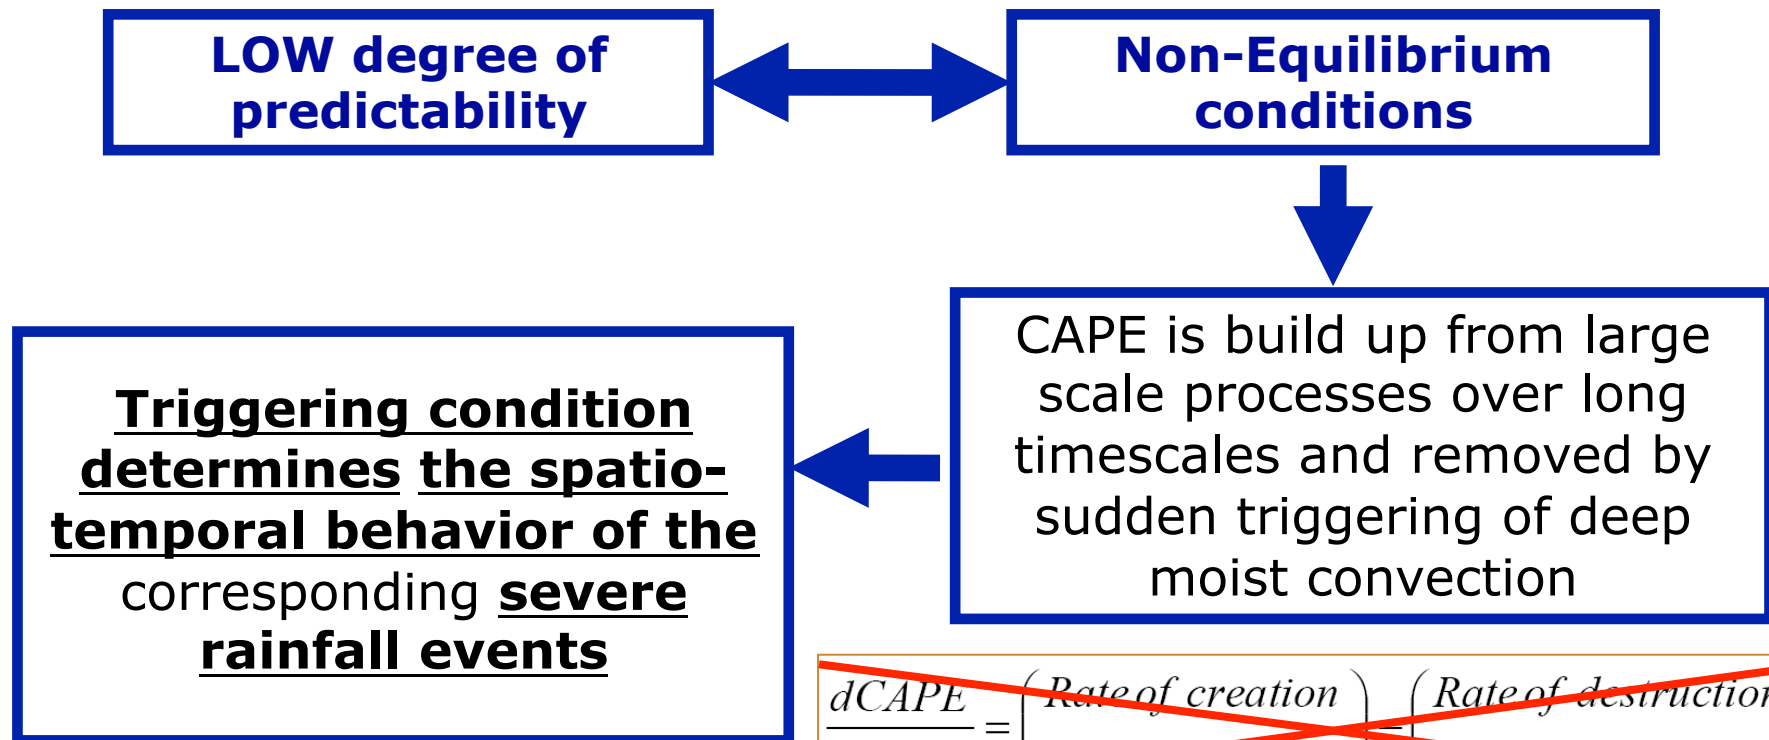 LOW degree of
predictability
Non-Equilibrium
conditions
CAPE is build up from large
scale processes over long
timescales and removed by
sudden triggering of deep
moist convection
Triggering condition
determines the spatio-
temporal behavior of the
corresponding severe
rainfall events
dCAPE = ( Rate of creation ) - ( Rate of destruction